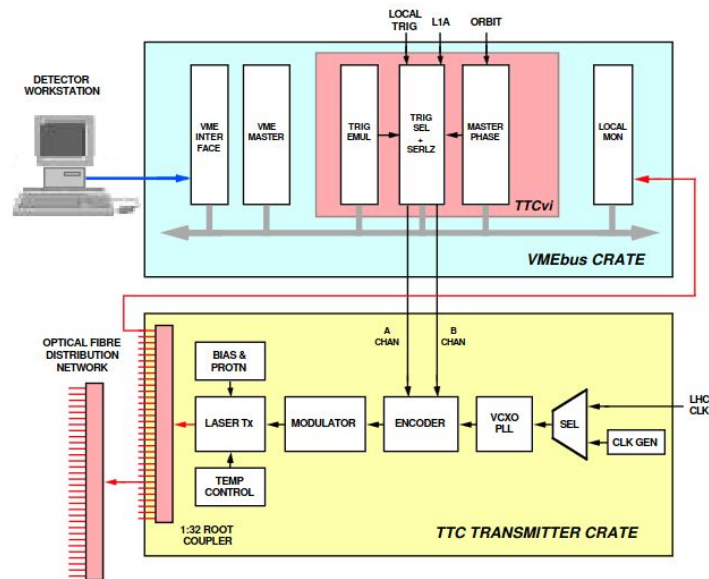 LOCAL
TRIG
L1A
ORBIT
DETECTOR
WORKSTATION
VME
INTER
FACE
VME
MASTER
TRIG
EMUL
TRIG
SEL
+
SERLZ
MASTER
PHASE
LOCAL
MON
TTCvi
VMEbus CRATE
OPTICAL FIBRE
DISTRIBUTION
NETWORK
A
CHAN
B
CHAN
BIAS &
PROTN
LASER Tx
MODULATOR
ENCODER
VCXO
PLL
SEL
LHC
CLK
CLK GEN
TEMP
CONTROL
1:32 ROOT
COUPLER
TTC TRANSMITTER CRATE